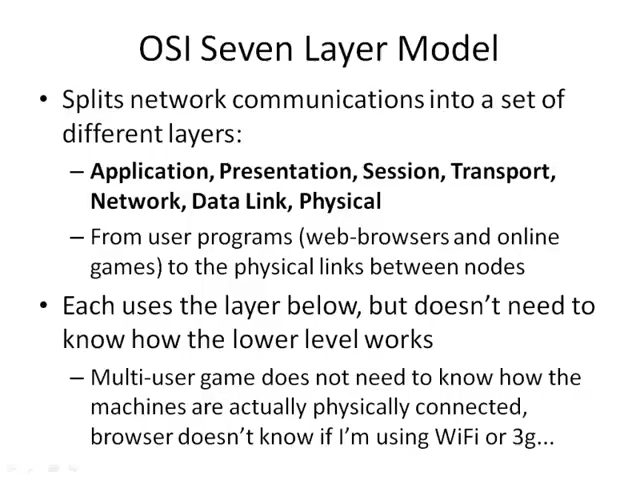 OSI Seven Layer Model
• Splits network communications into a set of
different layers:
– Application, Presentation, Session, Transport,
Network, Data Link, Physical
– From user programs (web-browsers and online
games) to the physical links between nodes
• Each uses the layer below, but doesn’t need to
know how the lower level works
– Multi-user game does not need to know how the
machines are actually physically connected,
browser doesn’t know if I’m using WiFi or 3g...